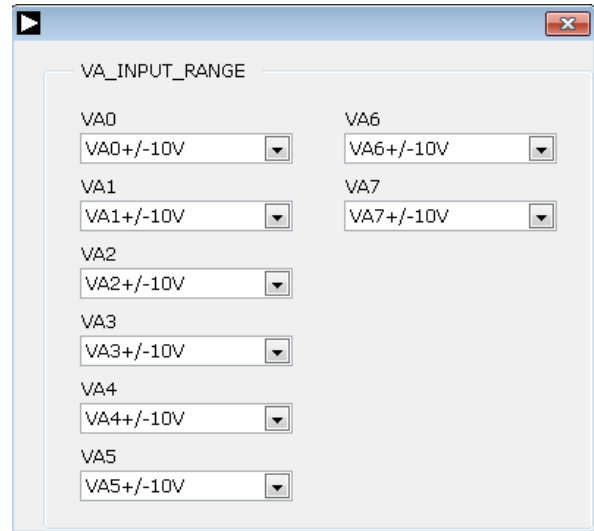 VA_INPUT_RANGE
VA0
VA0+/-10V
VA1
VA1+/-10V
VA2
VA2+/-10V
VA3
VA3+/-10V
VA4
VA4+/-10V
VA5
VA5+/-10V
VA6
VA6+/-10V
VA7
VA7+/-10V